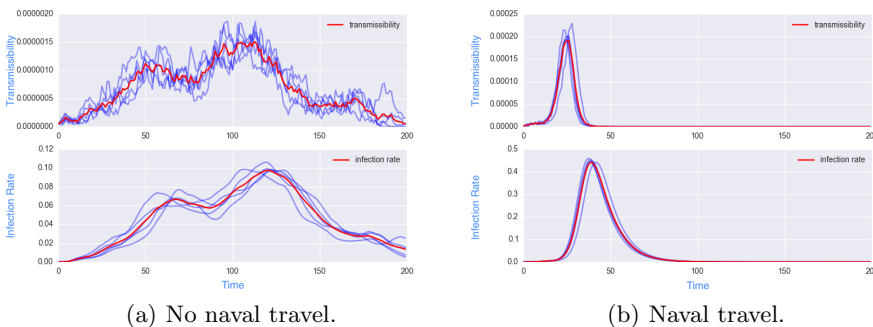 0.0000020
0.0000015
0.0000010
0.0000005
0.0000000
Transmissibility
transmissibility
0 50 100 150 200
0.12
0.10
0.08
0.06
0.04
0.02
0.00
Infection Rate
infection rate
0 50 100 150 200
Time
(a) No naval travel.
0.00025
0.00020
0.00015
0.00010
0.00005
0.00000
Transmissibility
transmissibility
0 50 100 150 200
0.5
0.4
0.3
0.2
0.1
0.0
Infection Rate
infection rate
0 50 100 150 200
Time
(b) Naval travel.